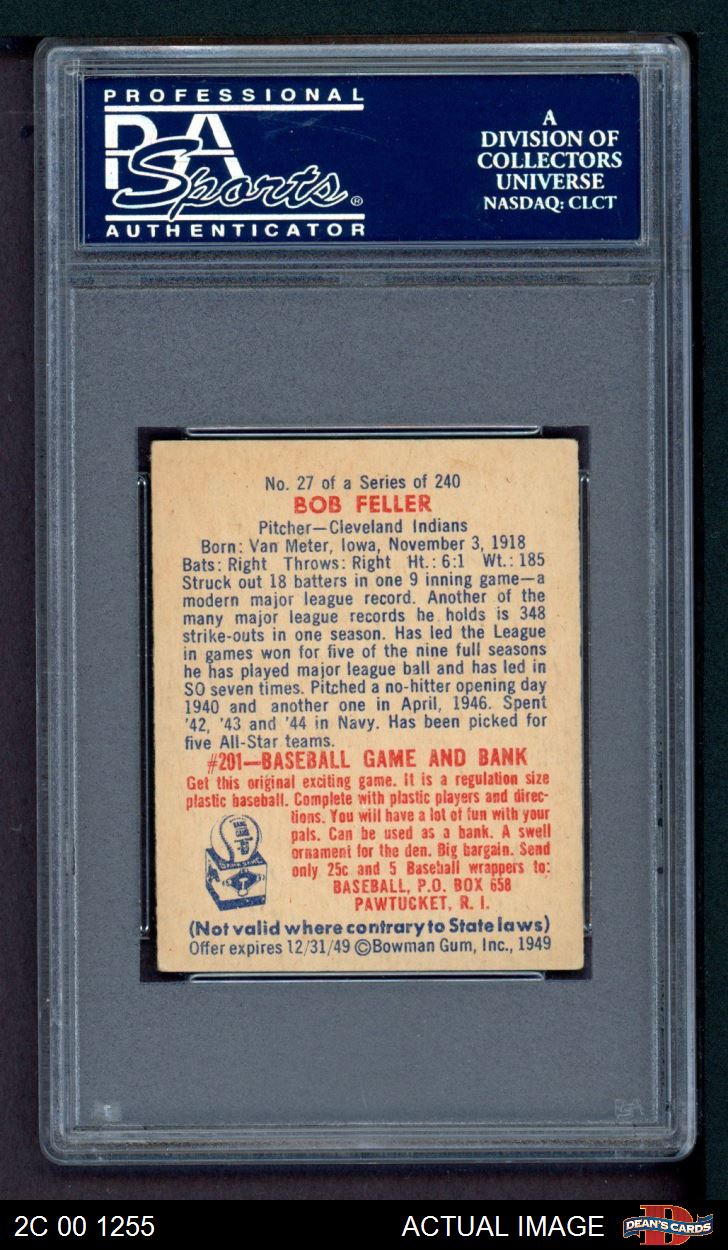 PROFESSIONAL
PSA
Sports®
AUTHENTICATOR
A
DIVISION OF
COLLECTORS
UNIVERSE
NASDAQ: CLCT
No. 27 of a Series of 240
BOB FELLER
Pitcher—Cleveland Indians
Born: Van Meter, Iowa, November 3, 1918
Bats: Right Throws: Right Ht.: 6:1 Wt.: 185
Struck out 18 batters in one 9 inning game—a
modern major league record. Another of the
many major league records he holds is 348
strike-outs in one season. Has led the League
in games won for five of the nine full seasons
he has played major league ball and has led in
SO seven times. Pitched a no-hitter opening day
1940 and another one in April, 1946. Spent
'42, '43 and '44 in Navy. Has been picked for
five All-Star teams.
#201—BASEBALL GAME AND BANK
Get this original exciting game. It is a regulation size
plastic baseball. Complete with plastic players and direc-
tions. You will have a lot of fun with your
pals. Can be used as a bank. A swell
ornament for the den. Big bargain. Send
only 25c and 5 Baseball wrappers to:
BASEBALL, P.O. BOX 658
PAWTUCKET, R. I.
(Not valid where contrary to State laws)
Offer expires 12/31/49 ©Bowman Gum, Inc., 1949
2C 00 1255
ACTUAL IMAGE
DEAN'S CARDS